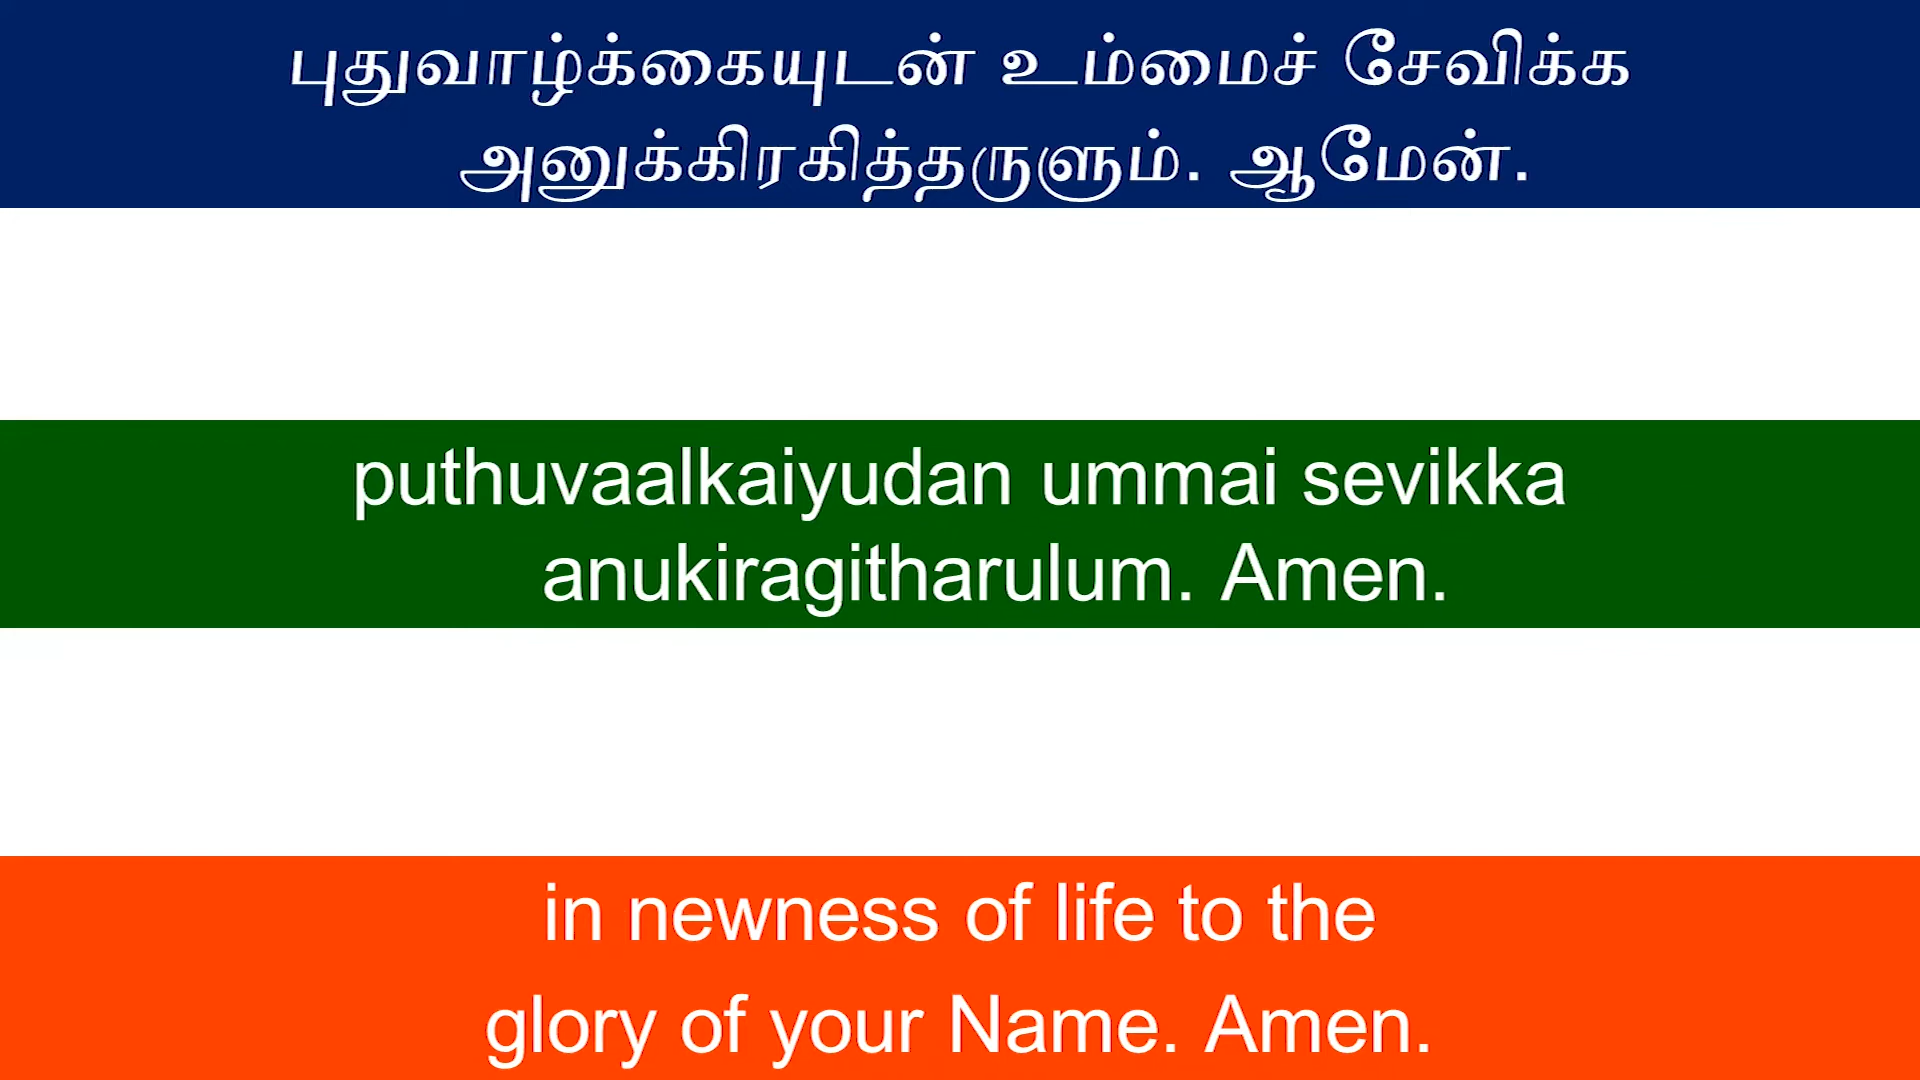 புதுவாழ்க்கையுடன் உம்மைச் சேவிக்க
அனுக்கிரகித்தருளும். ஆமேன்.
puthuvaalkaiyudan ummai sevikka
anukiragitharulum. Amen.
in newness of life to the
glory of your Name. Amen.